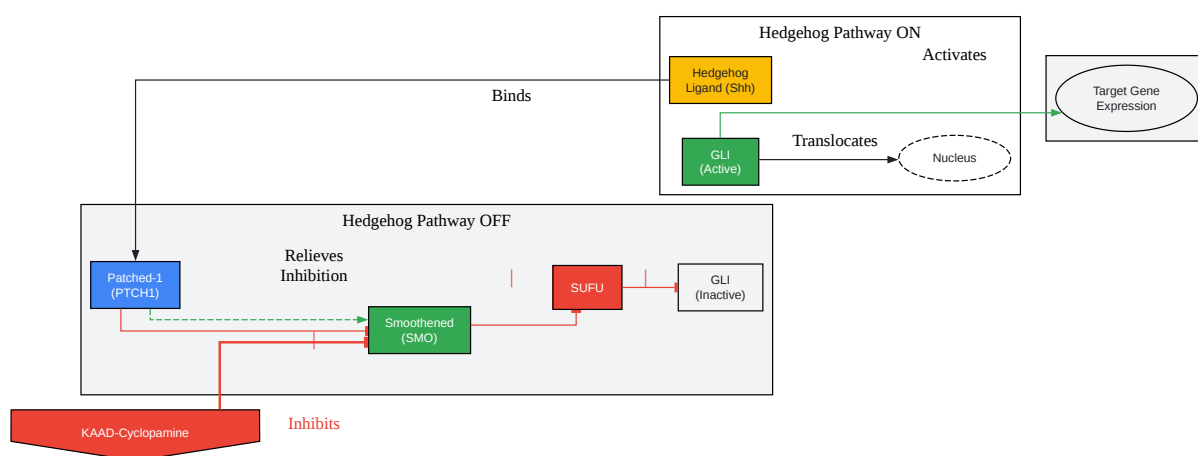 Hedgehog Pathway ON
Activates
Hedgehog
Ligand (Shh)
Target Gene
Expression
Binds
Translocates
GLI
(Active)
Nucleus
Hedgehog Pathway OFF
Relieves
Inhibition
Patched-1
(PTCH1)
SUFU
GLI
(Inactive)
Smoothened
(SMO)
KAAD-Cyclopamine
Inhibits